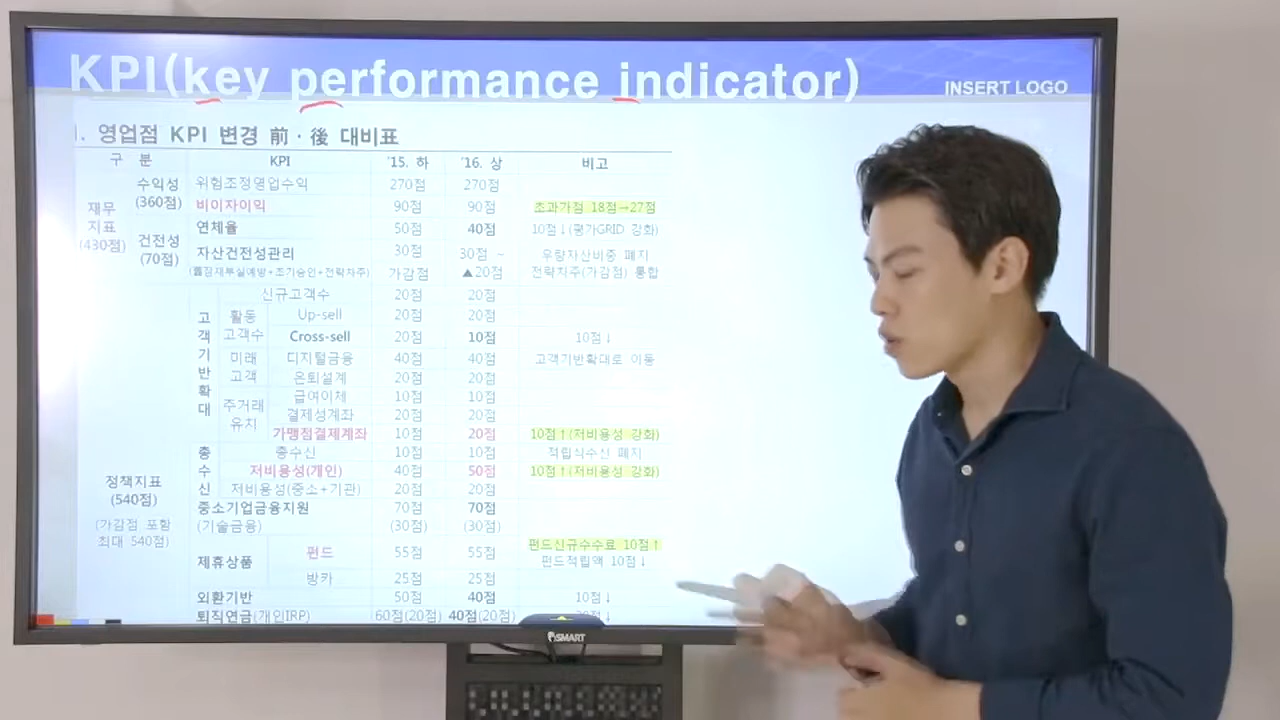 KPI(key performance indicator)
INSERT LOGO
. 영업점 KPI 변경 前·後 대비표
구 분 KPI '15. 하 '16. 상 비고
재무지표 (430점) 수익성 (360점) 위험조정영업수익 270점 270점
비이자이익 90점 90점 초과가점 18점→27점
건전성 (70점) 연체율 50점 40점 10점↓(평가GRID 강화)
자산건전성관리 30점 30점 ~ 우량자산비중 폐지
가감점 ▲20점 전략치주(가감점) 통합
정책지표 (540점) (가감점 포함 최대 540점)
고객기반확대 신규고객수 20점 20점
활동고객수 Up-sell 20점 20점
Cross-sell 20점 10점 10점↓
미래고객 디지털금융 40점 40점 고객기반확대로 이동
은퇴설계 20점 20점
주거래유치 급여이체 10점 10점
결제성계좌 20점 20점
가맹점결제계좌 10점 20점 10점↑(저비용성 강화)
총수신 총수신 10점 10점 적립식수신 폐지
저비용성(개인) 40점 50점 10점↑(저비용성 강화)
저비용성(중소+기관) 20점 20점
중소기업금융지원 70점 70점
(기술금융) (30점) (30점)
제휴상품 펀드 55점 55점 펀드신규수수료 10점↑
펀드적립액 10점↓
방카 25점 25점
외환기반 50점 40점 10점↓
퇴직연금(개인IRP) 60점(20점) 40점(20점) 20점↓
SMART